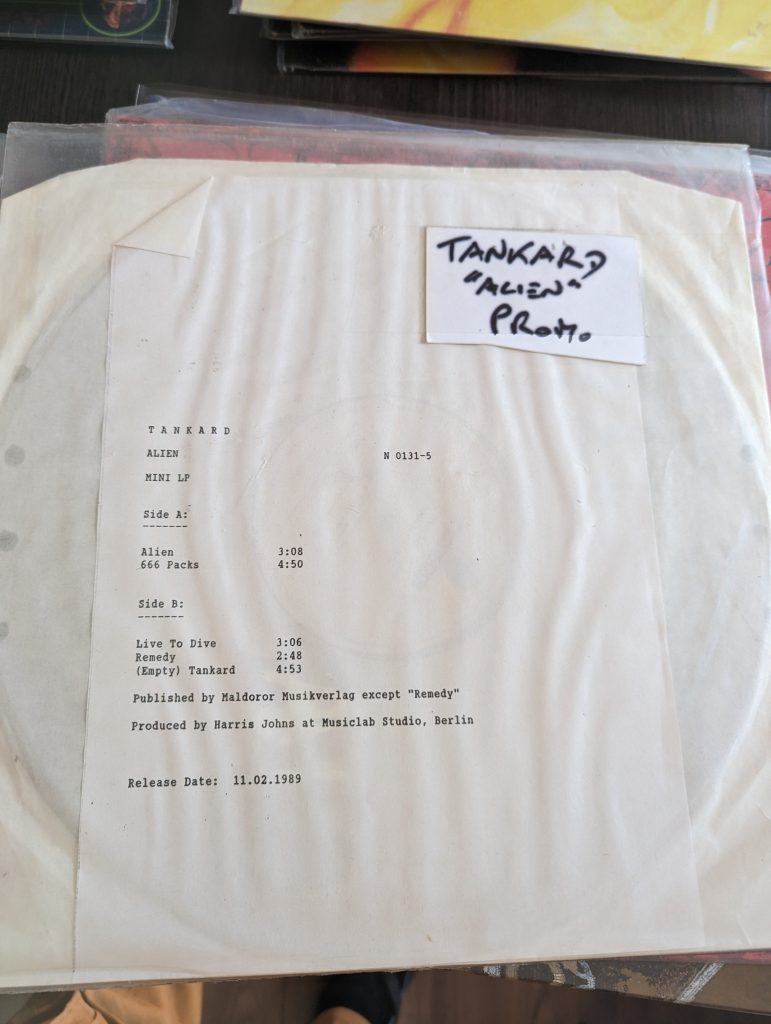 TANKARD
"ALIEN"
PROMO.
T A N K A R D
ALIEN N 0131-5
MINI LP
Side A:
-------
Alien 3:08
666 Packs 4:50
Side B:
-------
Live To Dive 3:06
Remedy 2:48
(Empty) Tankard 4:53
Published by Maldoror Musikverlag except "Remedy"
Produced by Harris Johns at Musiclab Studio, Berlin
Release Date: 11.02.1989